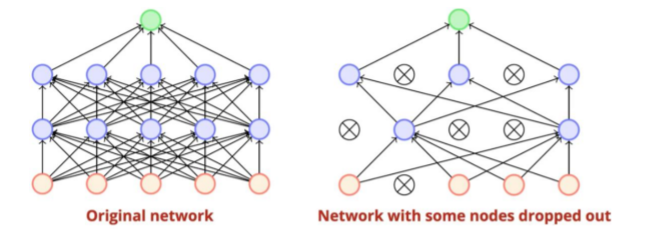 Original network
Network with some nodes dropped out